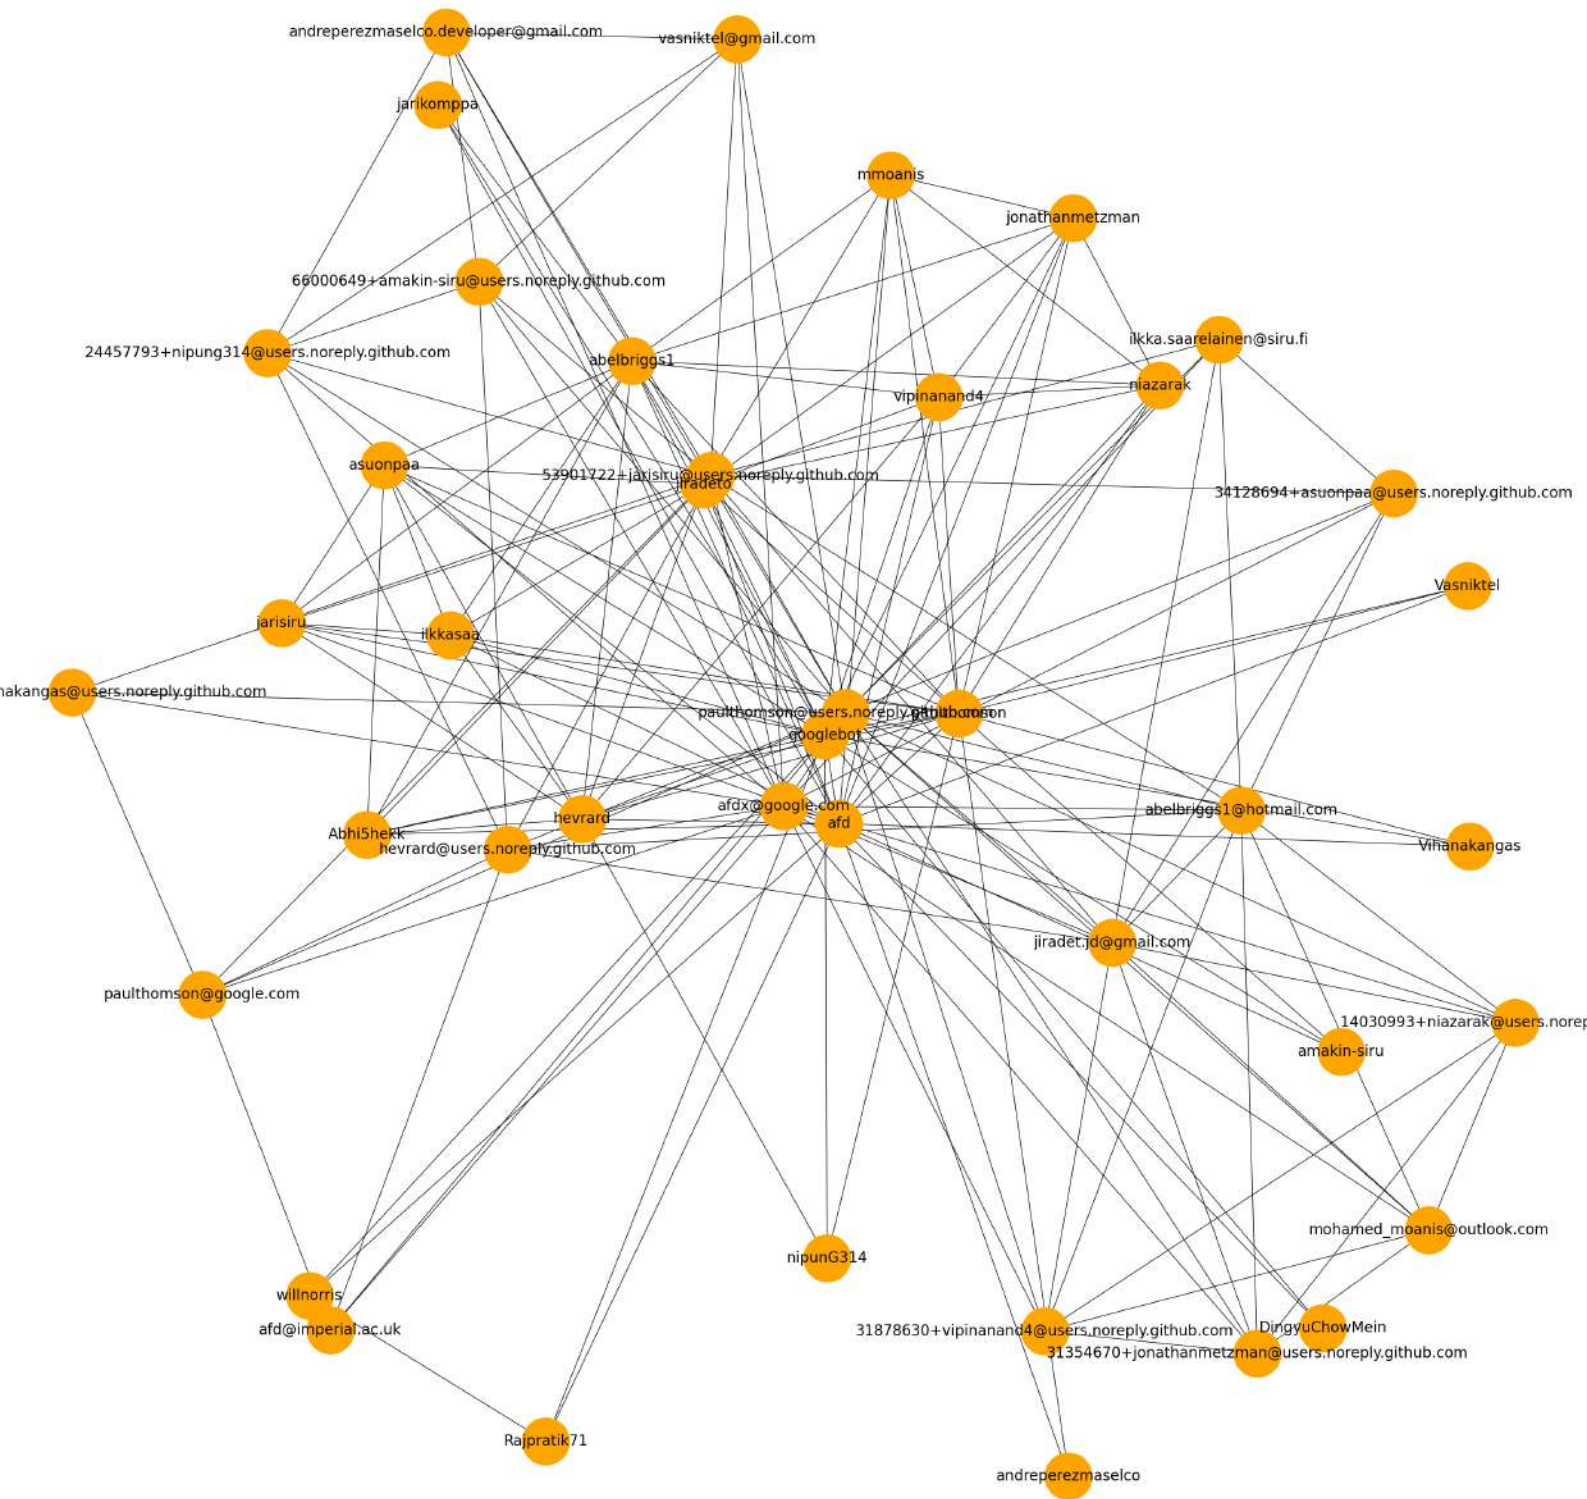 andreperezmaselco.developer@gmail.com
vasniktel@gmail.com
jarikomppa
mmoanis
jonathanmetzman
66000649+amakin-siru@users.noreply.github.com
ilkka.saarelainen@siru.fi
24457793+nipung314@users.noreply.github.com
abelbriggs1
niazarak
vipinanand4
asuonpaa
53901722+jarisiru@users.noreply.github.com
jiradeto
34128694+asuonpaa@users.noreply.github.com
Vasniktel
jarisiru
ilkkasaa
nakangas@users.noreply.github.com
paulthomson@users.noreply.github.com
paulthomson
googlebot
afdx@google.com
abelbriggs1@hotmail.com
hevrard
afd
Abhi5hekk
Vihanakangas
hevrard@users.noreply.github.com
jiradet.jd@gmail.com
paulthomson@google.com
14030993+niazarak@users.norep
amakin-siru
mohamed_moanis@outlook.com
nipunG314
willnorris
afd@imperial.ac.uk
31878630+vipinanand4@users.noreply.github.com
DingyuChowMein
31354670+jonathanmetzman@users.noreply.github.com
Rajpratik71
andreperezmaselco